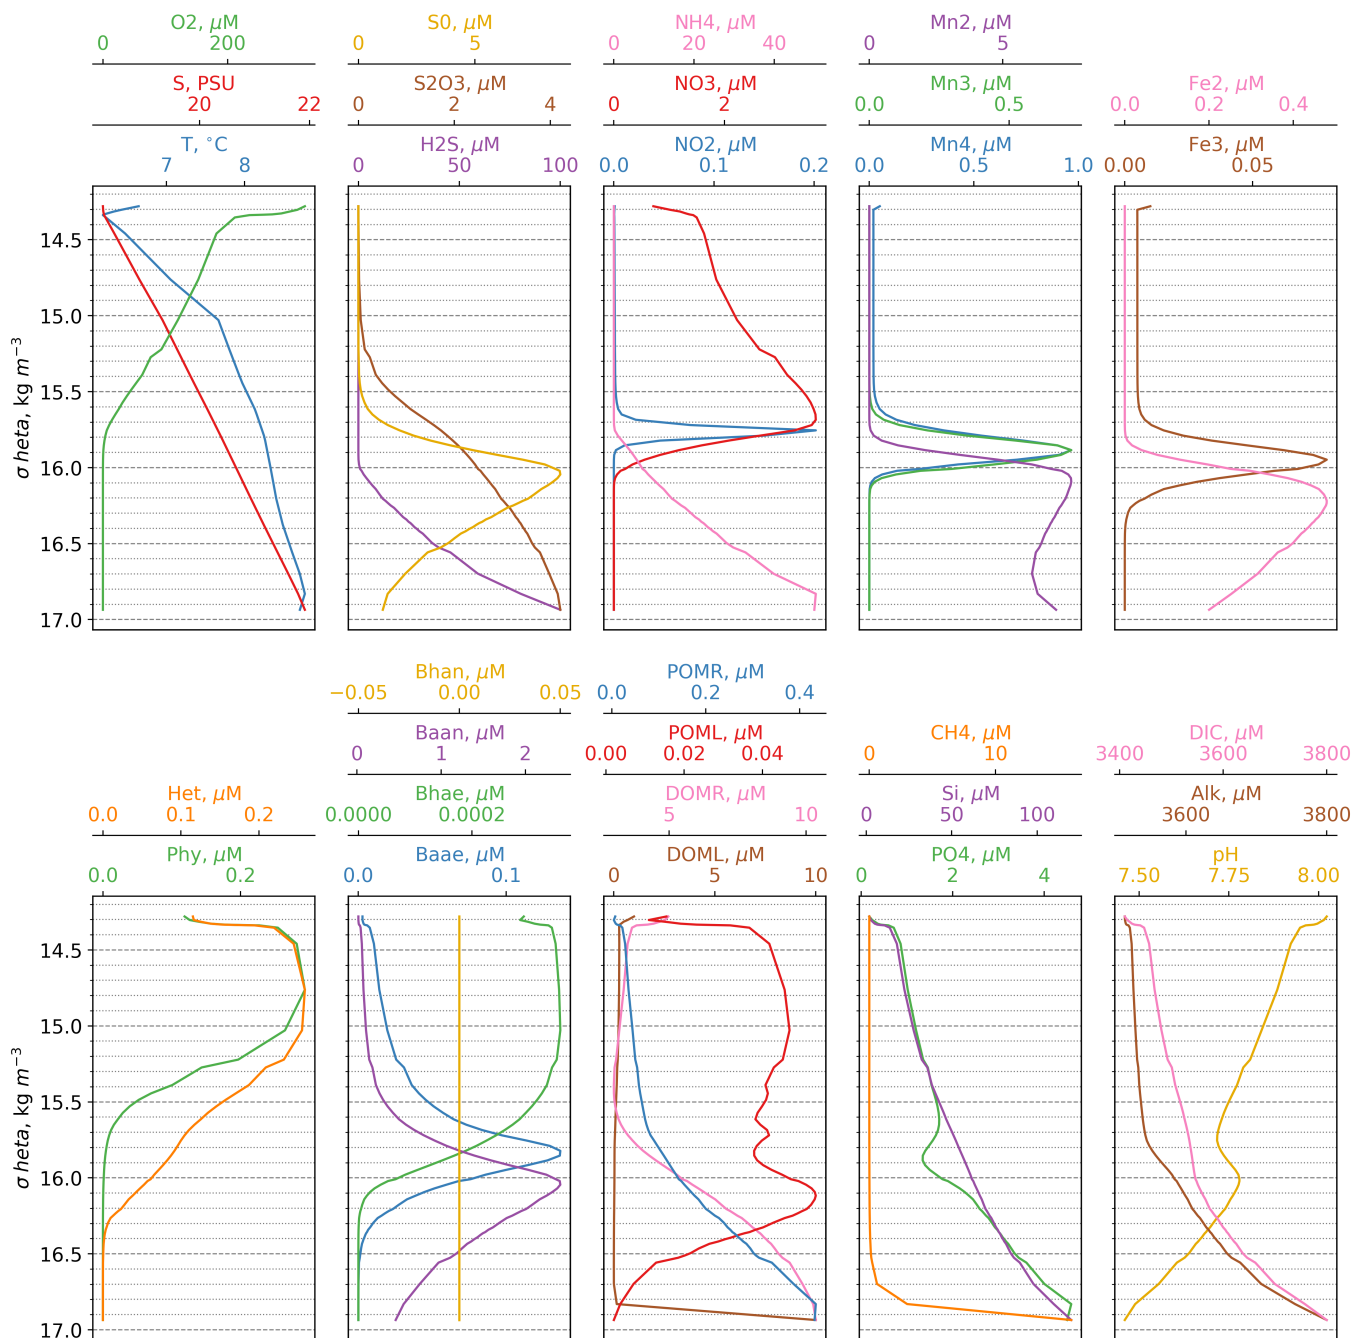 O2, μM
0 200
S, PSU
20 22
T, °C
7 8
S0, μM
0 5
S2O3, μM
0 2 4
H2S, μM
0 50 100
NH4, μM
0 20 40
NO3, μM
0 2
NO2, μM
0.0 0.1 0.2
Mn2, μM
0 5
Mn3, μM
0.0 0.5
Mn4, μM
0.0 0.5 1.0
Fe2, μM
0.0 0.2 0.4
Fe3, μM
0.00 0.05
σ heta, kg m⁻³
14.5
15.0
15.5
16.0
16.5
17.0
Het, μM
0.0 0.1 0.2
Phy, μM
0.0 0.2
Bhan, μM
−0.05 0.00 0.05
Baan, μM
0 1 2
Bhae, μM
0.0000 0.0002
Baae, μM
0.0 0.1
POMR, μM
0.0 0.2 0.4
POML, μM
0.00 0.02 0.04
DOMR, μM
5 10
DOML, μM
0 5 10
CH4, μM
0 10
Si, μM
0 50 100
PO4, μM
0 2 4
DIC, μM
3400 3600 3800
Alk, μM
3600 3800
pH
7.50 7.75 8.00
σ heta, kg m⁻³
14.5
15.0
15.5
16.0
16.5
17.0